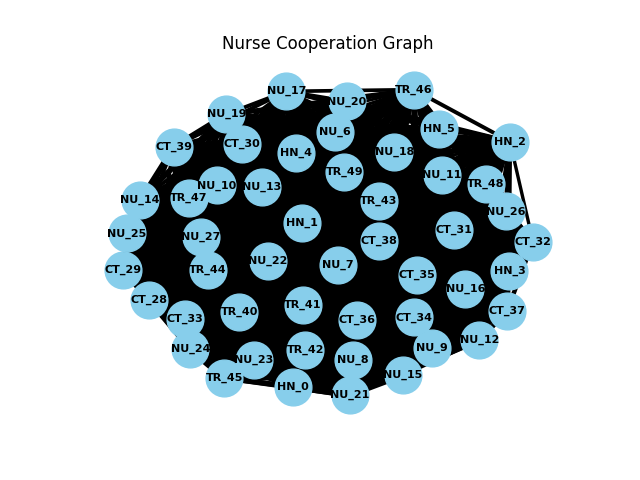 Nurse Cooperation Graph
NU_17
TR_46
NU_20
NU_19
HN_5
NU_6
HN_2
CT_30
CT_39
HN_4
NU_18
TR_49
NU_11
TR_48
NU_10
NU_13
TR_47
NU_14
TR_43
NU_26
HN_1
CT_31
NU_25
NU_27
CT_38
CT_32
NU_22
NU_7
CT_29
TR_44
HN_3
CT_35
NU_16
CT_28
TR_41
TR_40
CT_37
CT_33
CT_36
CT_34
NU_12
NU_24
TR_42
NU_9
NU_23
NU_8
NU_15
TR_45
HN_0
NU_21